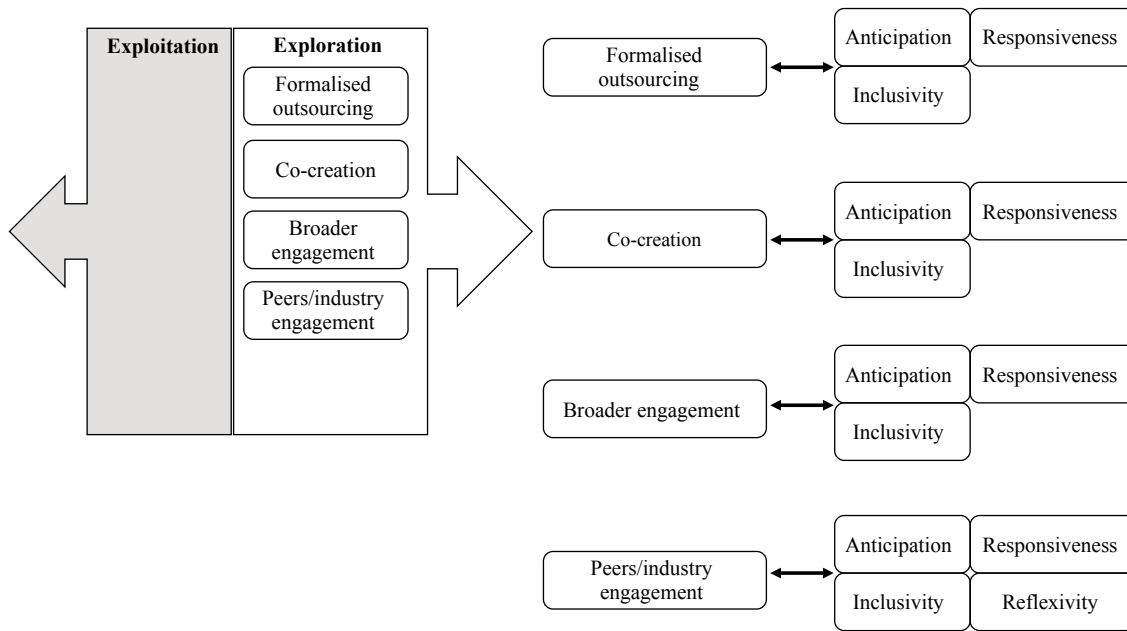 Exploitation
Exploration
Formalised
outsourcing
Co-creation
Broader
engagement
Peers/industry
engagement
Formalised
outsourcing
Anticipation
Responsiveness
Inclusivity
Co-creation
Anticipation
Responsiveness
Inclusivity
Broader engagement
Anticipation
Responsiveness
Inclusivity
Peers/industry
engagement
Anticipation
Responsiveness
Inclusivity
Reflexivity